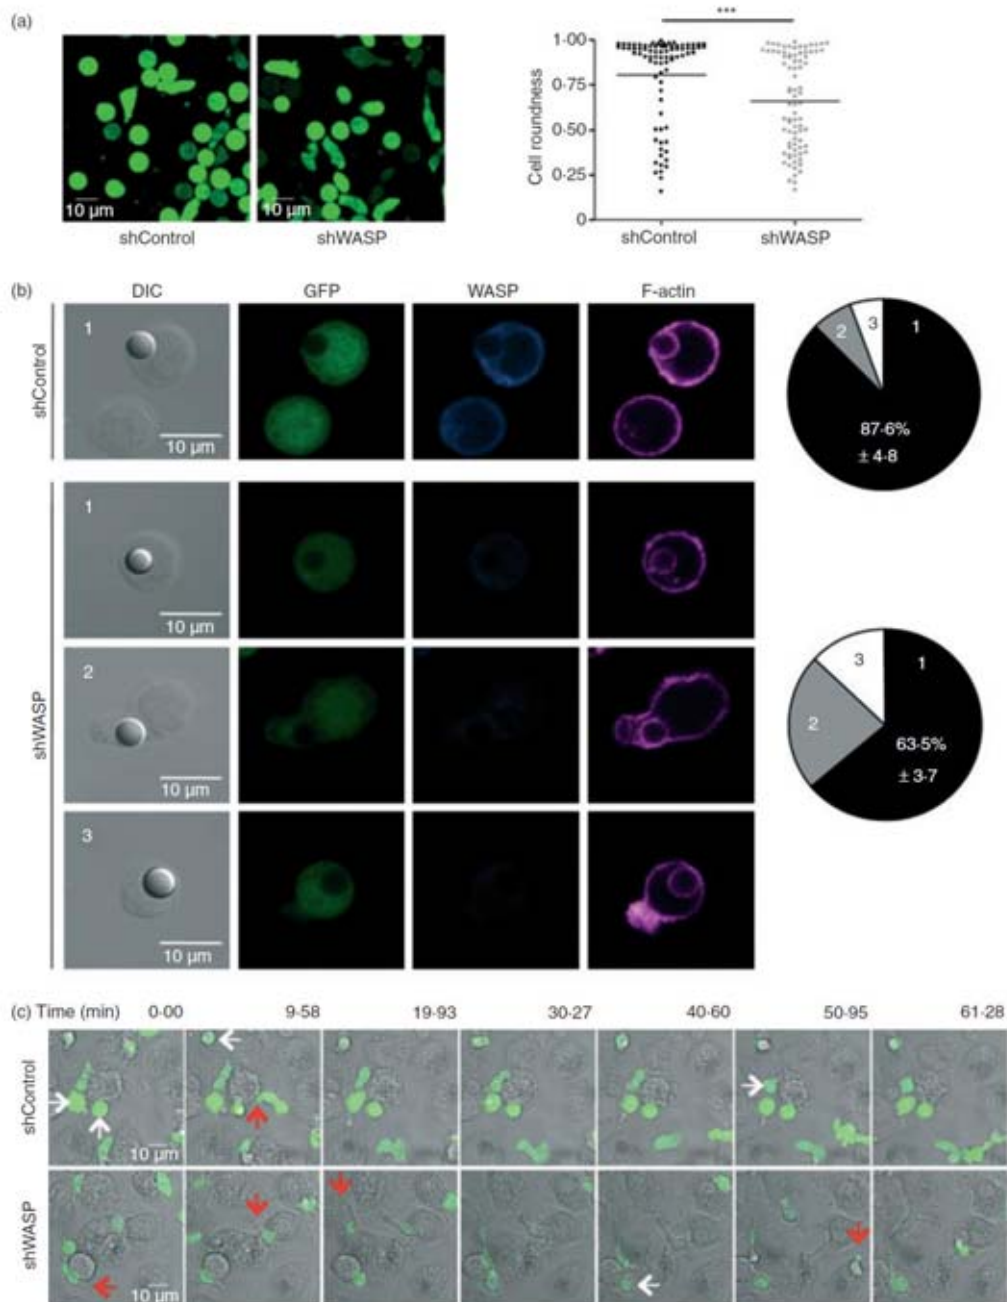 (a)
10 µm
10 µm
shControl
shWASP
***
Cell roundness
1·00
0·75
0·50
0·25
0
shControl
shWASP
(b)
DIC
GFP
WASP
F-actin
shControl
1
10 µm
2
3
1
87·6%
± 4·8
shWASP
1
10 µm
2
10 µm
3
10 µm
3
1
2
63·5%
± 3·7
(c) Time (min) 0·00 9·58 19·93 30·27 40·60 50·95 61·28
shControl
10 µm
shWASP
10 µm